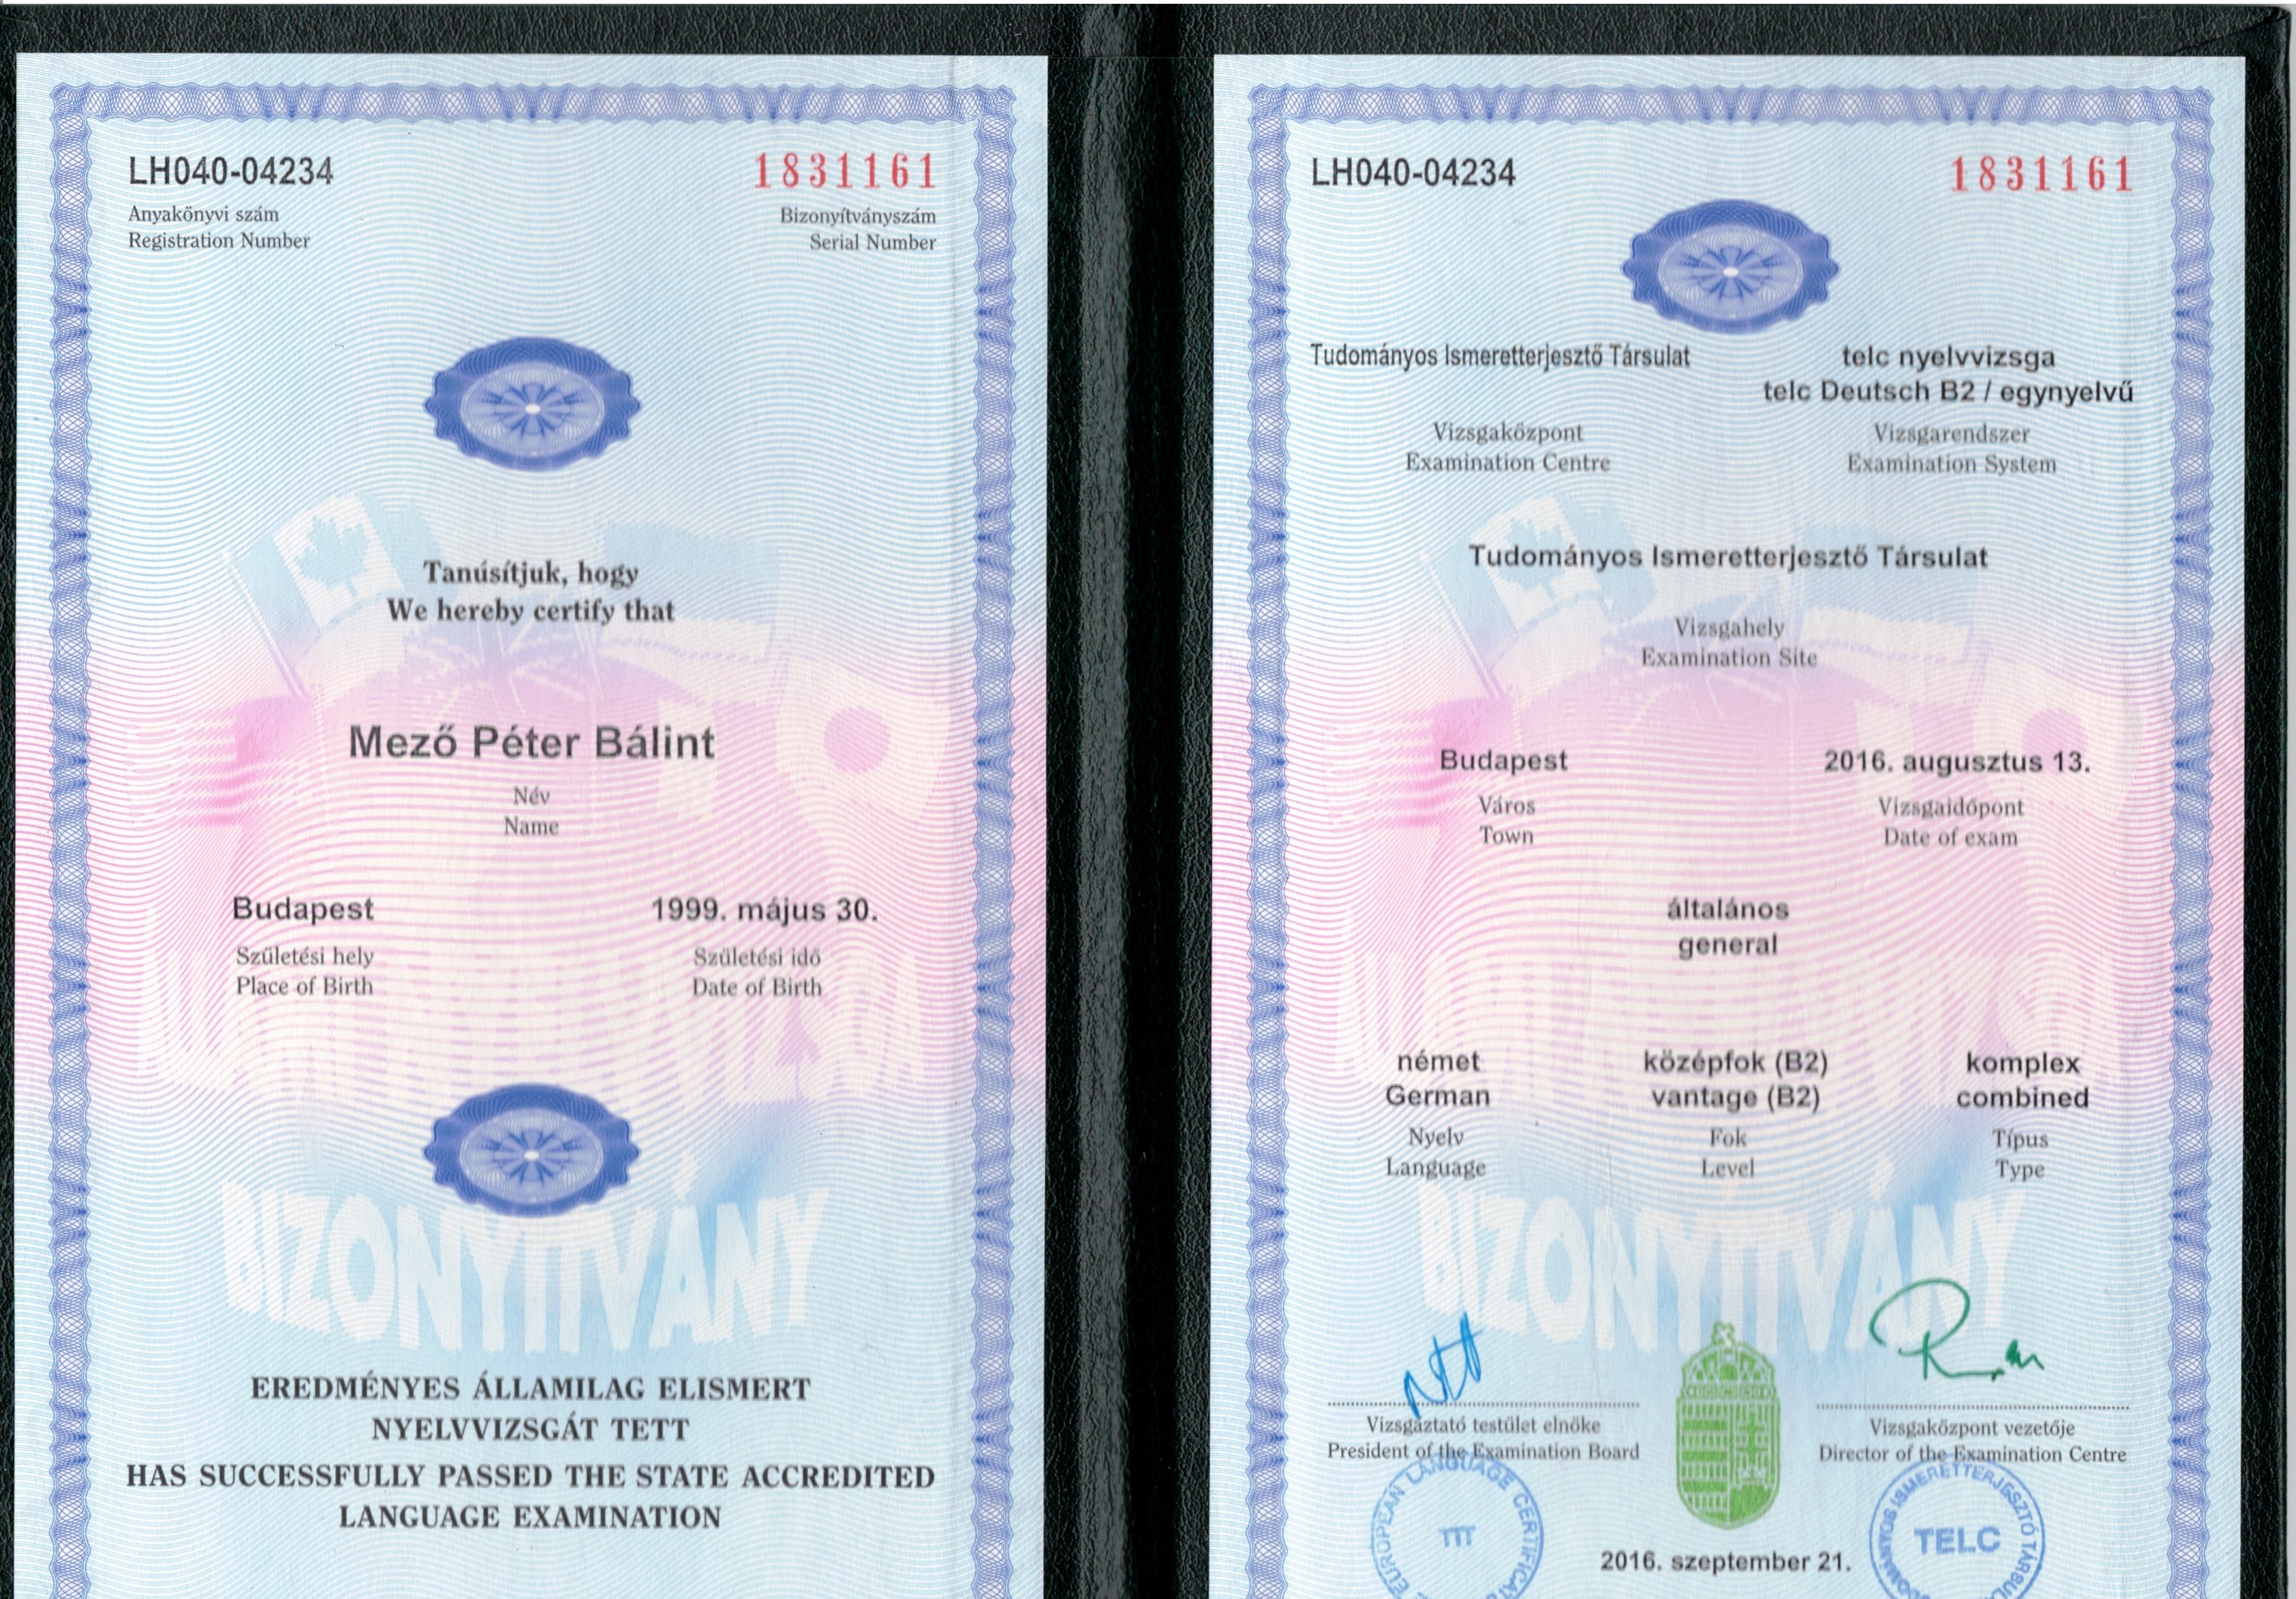 LH040-04234
1831161
Anyakönyvi szám
Registration Number
Bizonyítványszám
Serial Number
Tanúsítjuk, hogy
We hereby certify that
Mező Péter Bálint
Név
Name
Budapest
1999. május 30.
Születési hely
Place of Birth
Születési idő
Date of Birth
BIZONYÍTVÁNY
EREDMÉNYES ÁLLAMILAG ELISMERT
NYELVVIZSGÁT TETT
HAS SUCCESSFULLY PASSED THE STATE ACCREDITED
LANGUAGE EXAMINATION
LH040-04234
1831161
Tudományos Ismeretterjesztő Társulat
telc nyelvvizsga
telc Deutsch B2 / egynyelvű
Vizsgaközpont
Examination Centre
Vizsgarendszer
Examination System
Tudományos Ismeretterjesztő Társulat
Vizsgahely
Examination Site
Budapest
2016. augusztus 13.
Város
Town
Vizsgaidőpont
Date of exam
általános
general
német
German
középfok (B2)
vantage (B2)
komplex
combined
Nyelv
Language
Fok
Level
Típus
Type
BIZONYÍTVÁNY
Vizsgáztató testület elnöke
President of the Examination Board
Vizsgaközpont vezetője
Director of the Examination Centre
EUROPEAN LANGUAGE
TIT
ISMERETTERJESZTŐ
TELC
2016. szeptember 21.